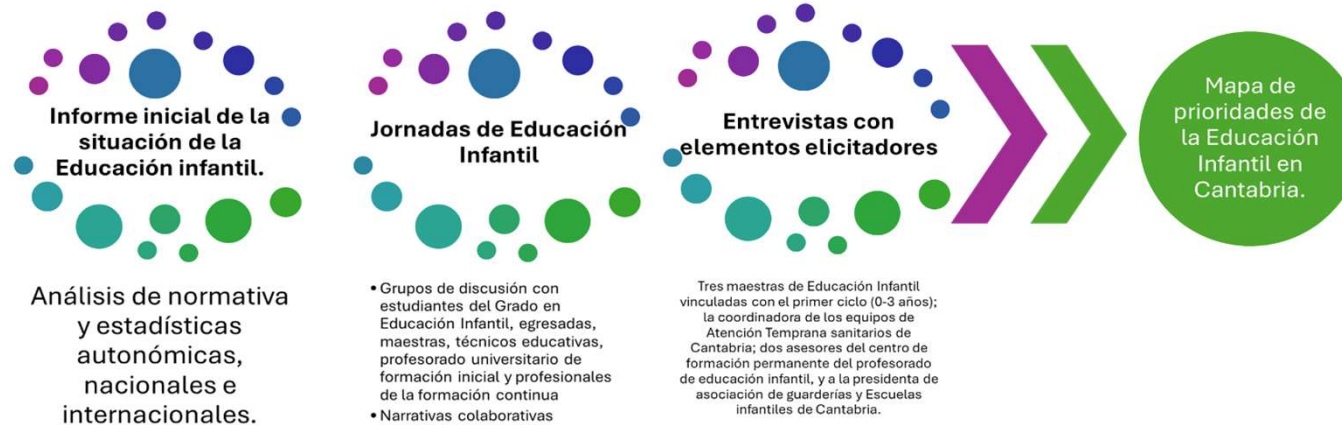 Informe inicial de la
situación de la
Educación infantil.
Análisis de normativa
y estadísticas
autonómicas,
nacionales e
internacionales.
Jornadas de Educación
Infantil
• Grupos de discusión con
estudiantes del Grado en
Educación Infantil, egresadas,
maestras, técnicos educativas,
profesorado universitario de
formación inicial y profesionales
de la formación continua
• Narrativas colaborativas
Entrevistas con
elementos elicitadores
Tres maestras de Educación Infantil
vinculadas con el primer ciclo (0-3 años);
la coordinadora de los equipos de
Atención Temprana sanitarios de
Cantabria; dos asesores del centro de
formación permanente del profesorado
de educación infantil, y a la presidenta de
asociación de guarderías y Escuelas
infantiles de Cantabria.
Mapa de
prioridades de
la Educación
Infantil en
Cantabria.